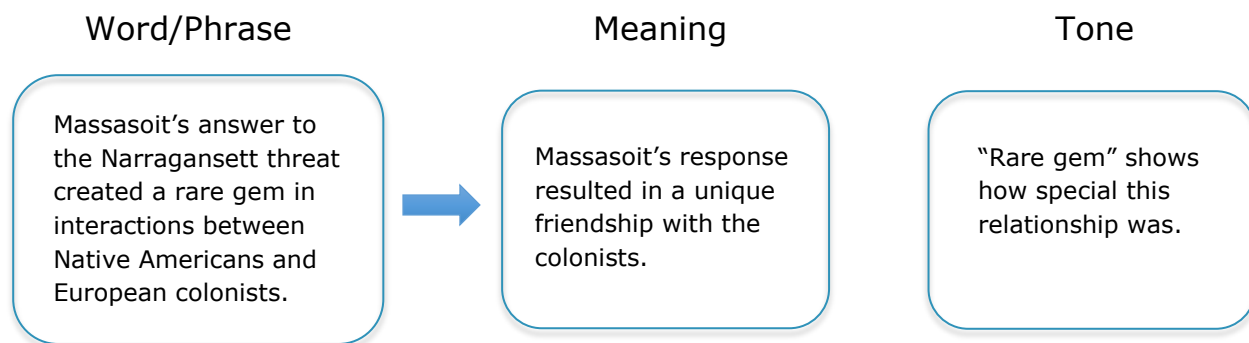 Word/Phrase
Meaning
Tone
Massasoit’s answer to
the Narragansett threat
created a rare gem in
interactions between
Native Americans and
European colonists.
Massasoit’s response
resulted in a unique
friendship with the
colonists.
“Rare gem” shows
how special this
relationship was.